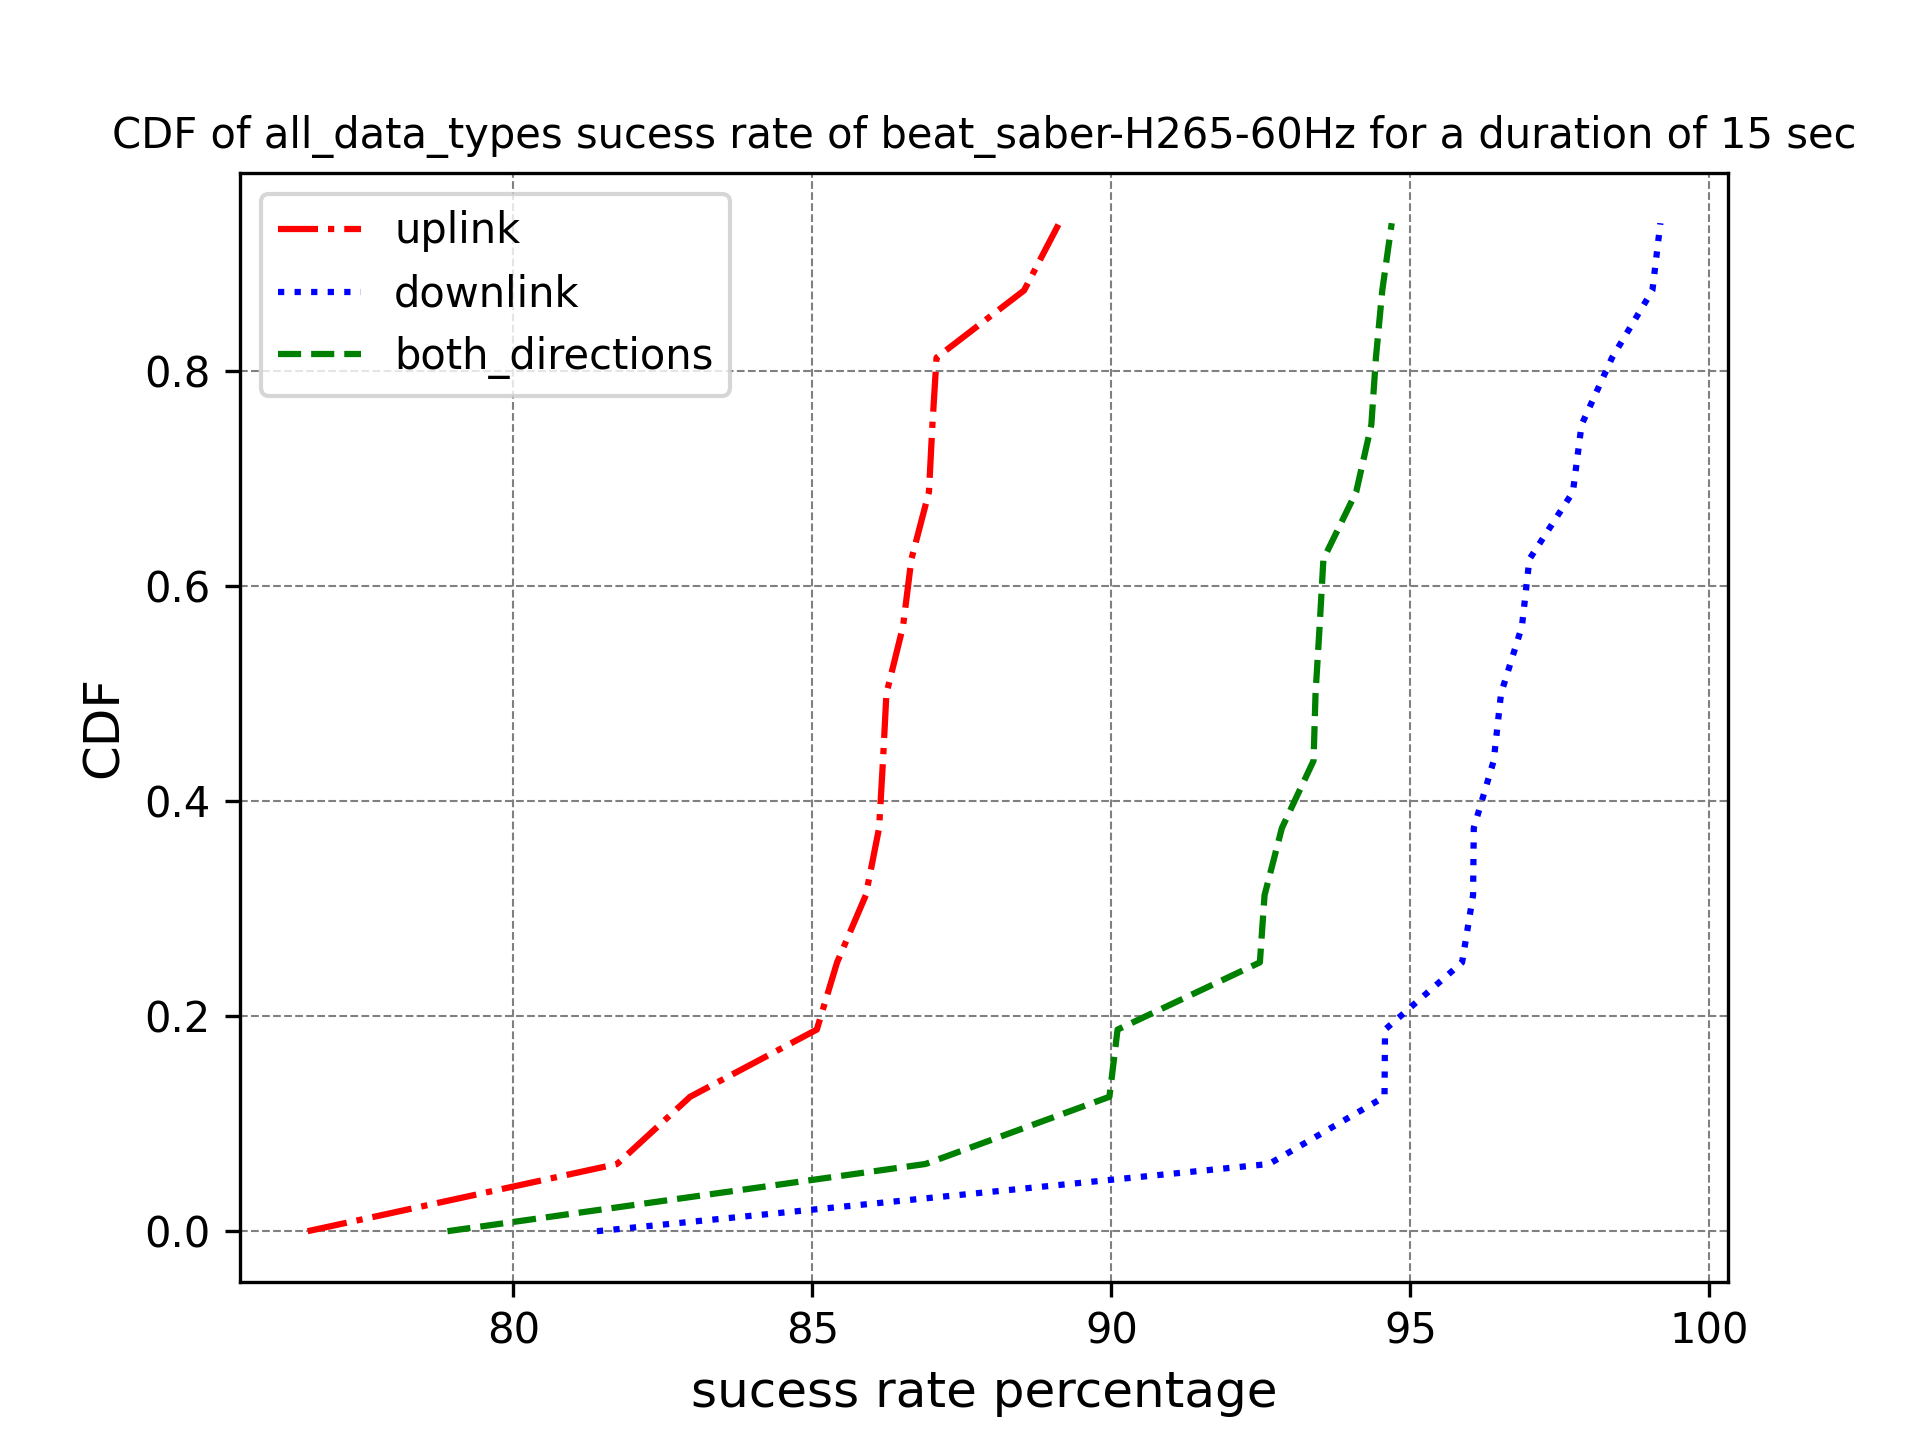 CDF of all_data_types sucess rate of beat_saber-H265-60Hz for a duration of 15 sec
uplink
downlink
both_directions
CDF
0.8
0.6
0.4
0.2
0.0
80 85 90 95 100
sucess rate percentage